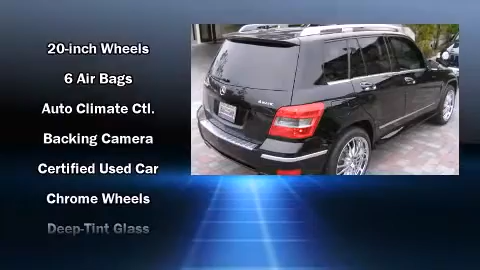 20-inch Wheels
6 Air Bags
Auto Climate Ctl.
Backing Camera
Certified Used Car
Chrome Wheels
Deep-Tint Glass